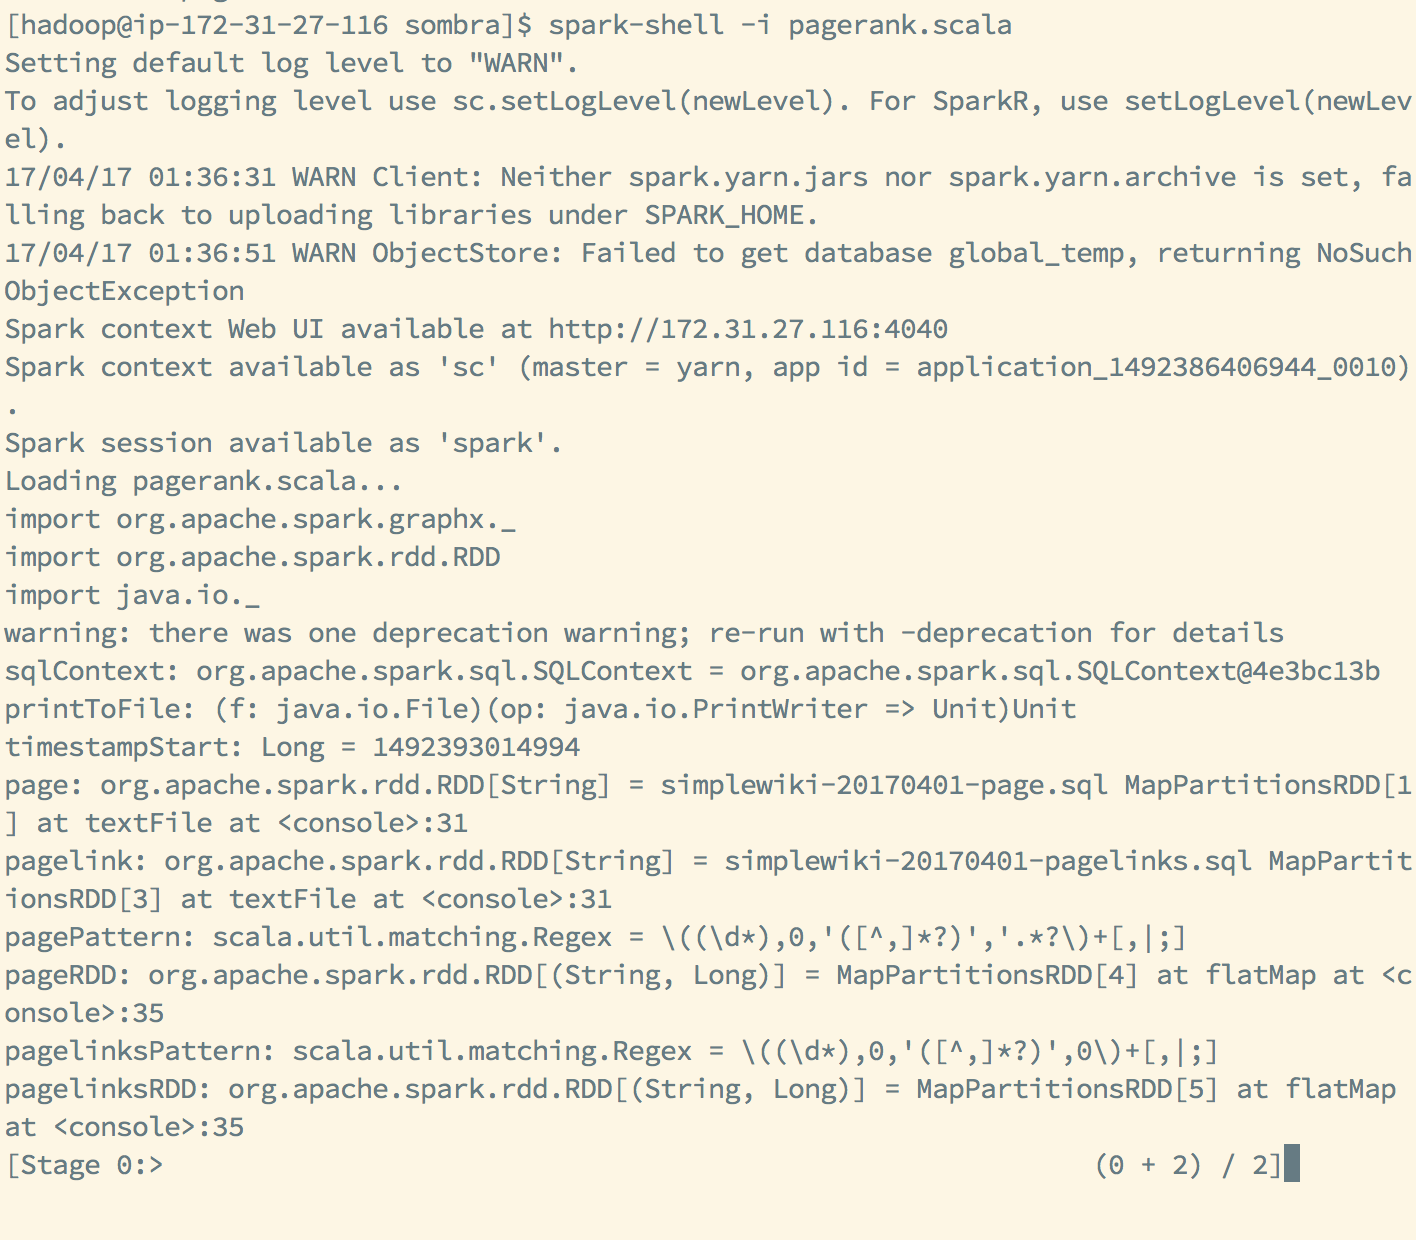 [hadoop@ip-172-31-27-116 sombra]$ spark-shell -i pagerank.scala
Setting default log level to "WARN".
To adjust logging level use sc.setLogLevel(newLevel). For SparkR, use setLogLevel(newLev
el).
17/04/17 01:36:31 WARN Client: Neither spark.yarn.jars nor spark.yarn.archive is set, fa
lling back to uploading libraries under SPARK_HOME.
17/04/17 01:36:51 WARN ObjectStore: Failed to get database global_temp, returning NoSuch
ObjectException
Spark context Web UI available at http://172.31.27.116:4040
Spark context available as 'sc' (master = yarn, app id = application_1492386406944_0010)
.
Spark session available as 'spark'.
Loading pagerank.scala...
import org.apache.spark.graphx._
import org.apache.spark.rdd.RDD
import java.io._
warning: there was one deprecation warning; re-run with -deprecation for details
sqlContext: org.apache.spark.sql.SQLContext = org.apache.spark.sql.SQLContext@4e3bc13b
printToFile: (f: java.io.File)(op: java.io.PrintWriter => Unit)Unit
timestampStart: Long = 1492393014994
page: org.apache.spark.rdd.RDD[String] = simplewiki-20170401-page.sql MapPartitionsRDD[1
] at textFile at <console>:31
pagelink: org.apache.spark.rdd.RDD[String] = simplewiki-20170401-pagelinks.sql MapPartit
ionsRDD[3] at textFile at <console>:31
pagePattern: scala.util.matching.Regex = \((\d*),0,'([^,]*?)','.*?\)+[,|;]
pageRDD: org.apache.spark.rdd.RDD[(String, Long)] = MapPartitionsRDD[4] at flatMap at <c
onsole>:35
pagelinksPattern: scala.util.matching.Regex = \((\d*),0,'([^,]*?)',0\)+[,|;]
pagelinksRDD: org.apache.spark.rdd.RDD[(String, Long)] = MapPartitionsRDD[5] at flatMap
at <console>:35
[Stage 0:> (0 + 2) / 2]